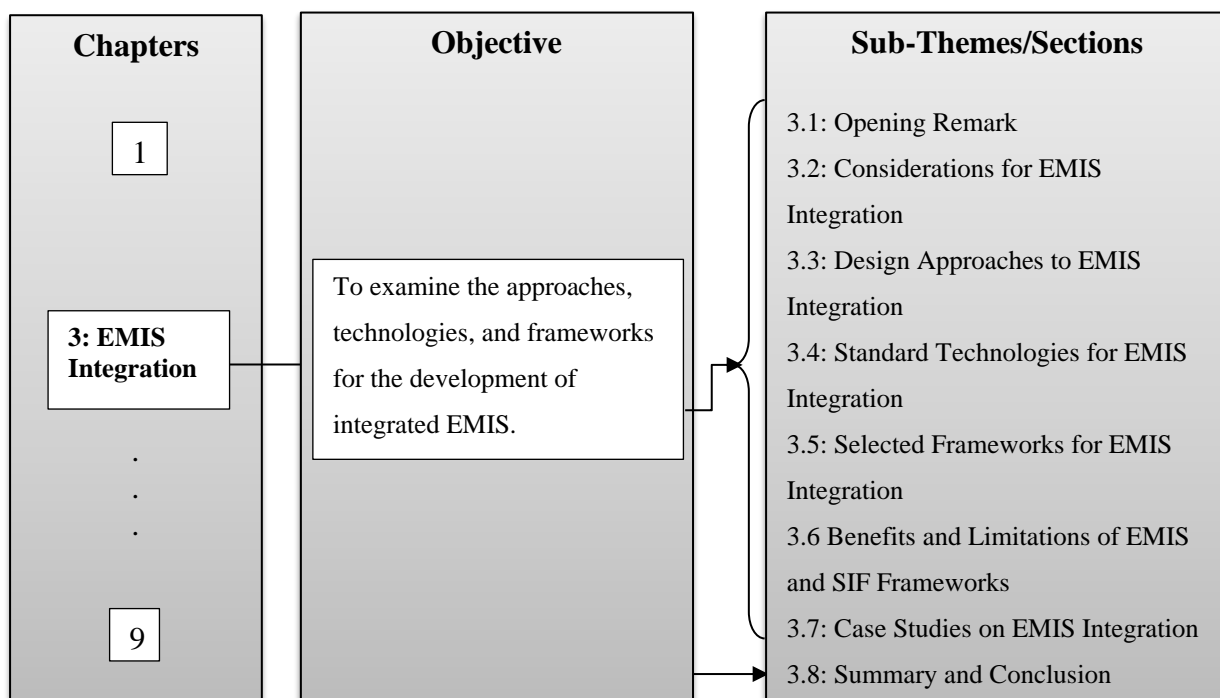 Chapters
1
3: EMIS
Integration
.
.
.
9
Objective
To examine the approaches,
technologies, and frameworks
for the development of
integrated EMIS.
Sub-Themes/Sections
3.1: Opening Remark
3.2: Considerations for EMIS
Integration
3.3: Design Approaches to EMIS
Integration
3.4: Standard Technologies for EMIS
Integration
3.5: Selected Frameworks for EMIS
Integration
3.6 Benefits and Limitations of EMIS
and SIF Frameworks
3.7: Case Studies on EMIS Integration
3.8: Summary and Conclusion